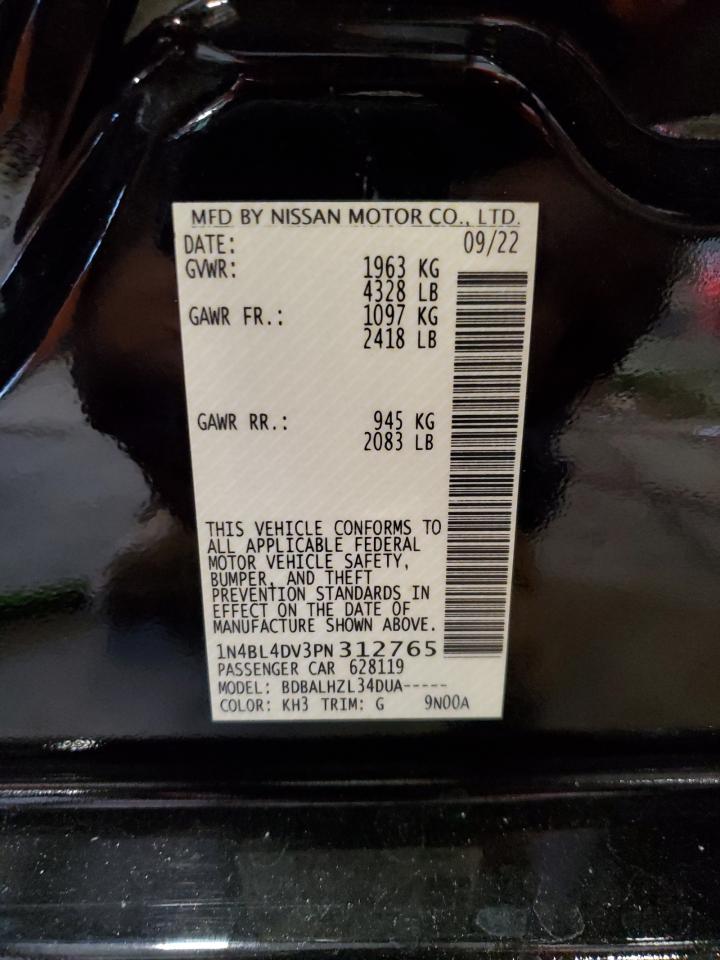 MFD BY NISSAN MOTOR CO., LTD.
DATE: 09/22
GVWR: 1963 KG
4328 LB
GAWR FR.: 1097 KG
2418 LB
GAWR RR.: 945 KG
2083 LB
THIS VEHICLE CONFORMS TO
ALL APPLICABLE FEDERAL
MOTOR VEHICLE SAFETY,
BUMPER, AND THEFT
PREVENTION STANDARDS IN
EFFECT ON THE DATE OF
MANUFACTURE SHOWN ABOVE.
1N4BL4DV3PN312765
PASSENGER CAR 628119
MODEL: BDBALHZL34DUA-----
COLOR: KH3 TRIM: G 9N00A